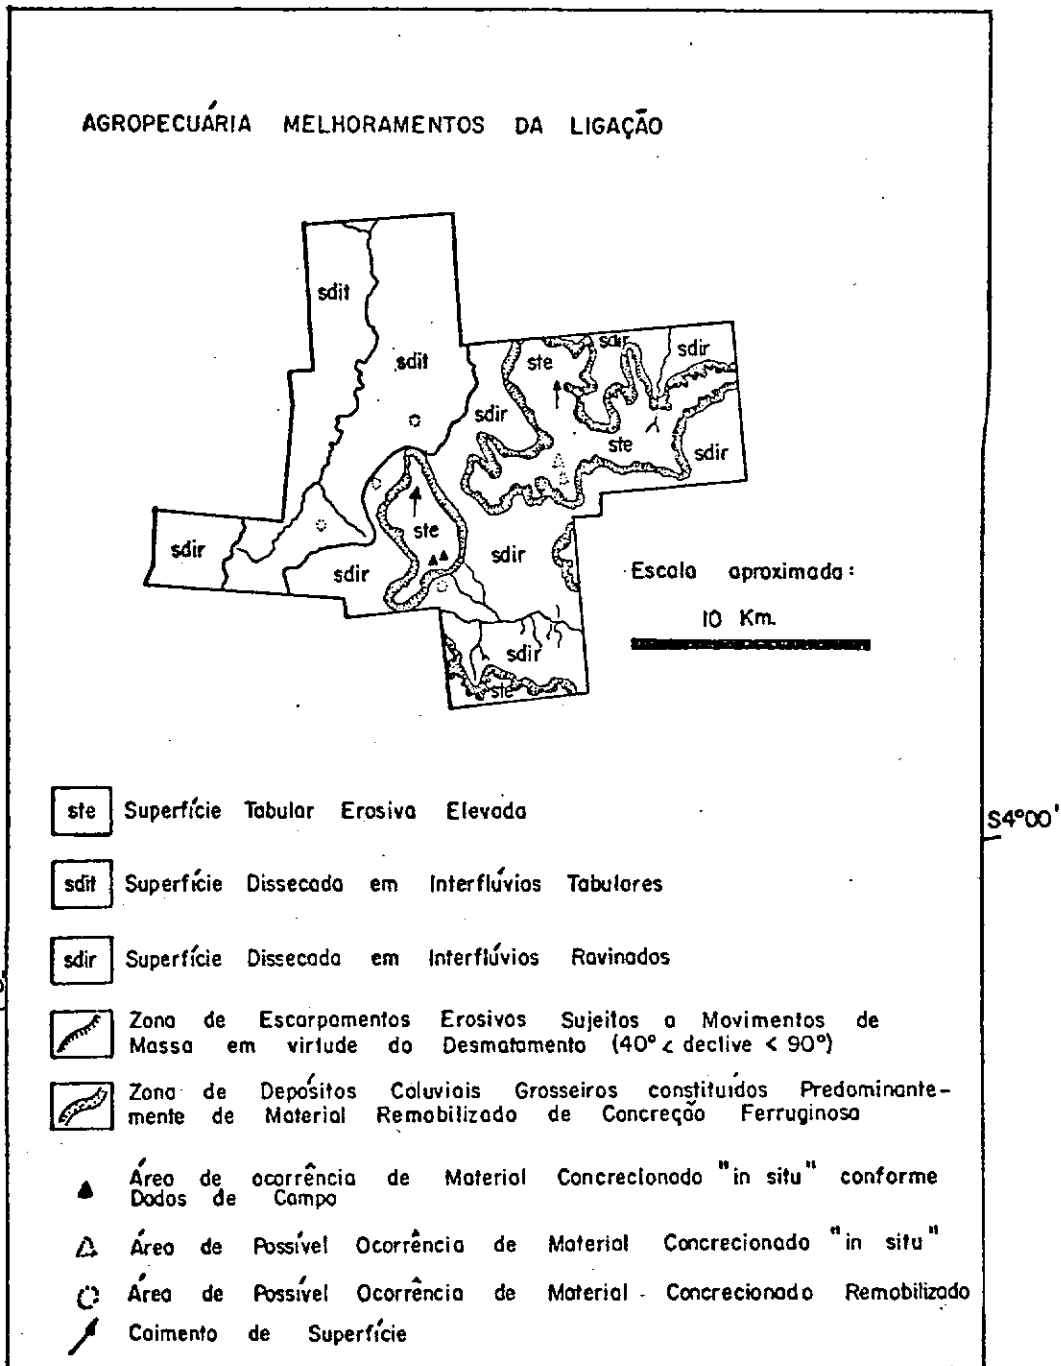 AGROPECUÁRIA MELHORAMENTOS DA LIGAÇÃO
sdit
sdit
ste
sdir
sdir
sdir
ste
sdir
ste
sdir
sdir
sdir
sdir
ste
Escala aproximada:
10 Km.
S4°00'
ste Superfície Tabular Erosiva Elevada
sdit Superfície Dissecada em Interflúvios Tabulares
sdir Superfície Dissecada em Interflúvios Ravinados
Zona de Escarpamentos Erosivos Sujeitos a Movimentos de
Massa em virtude do Desmatamento (40° < declive < 90°)
Zona de Depósitos Coluviais Grosseiros constituídos Predominante-
mente de Material Remobilizado de Concreção Ferruginosa
Área de ocorrência de Material Concrecionado "in situ" conforme
Dados de Campo
Área de Possível Ocorrência de Material Concrecionado "in situ"
Área de Possível Ocorrência de Material Concrecionado Remobilizado
Caimento de Superfície